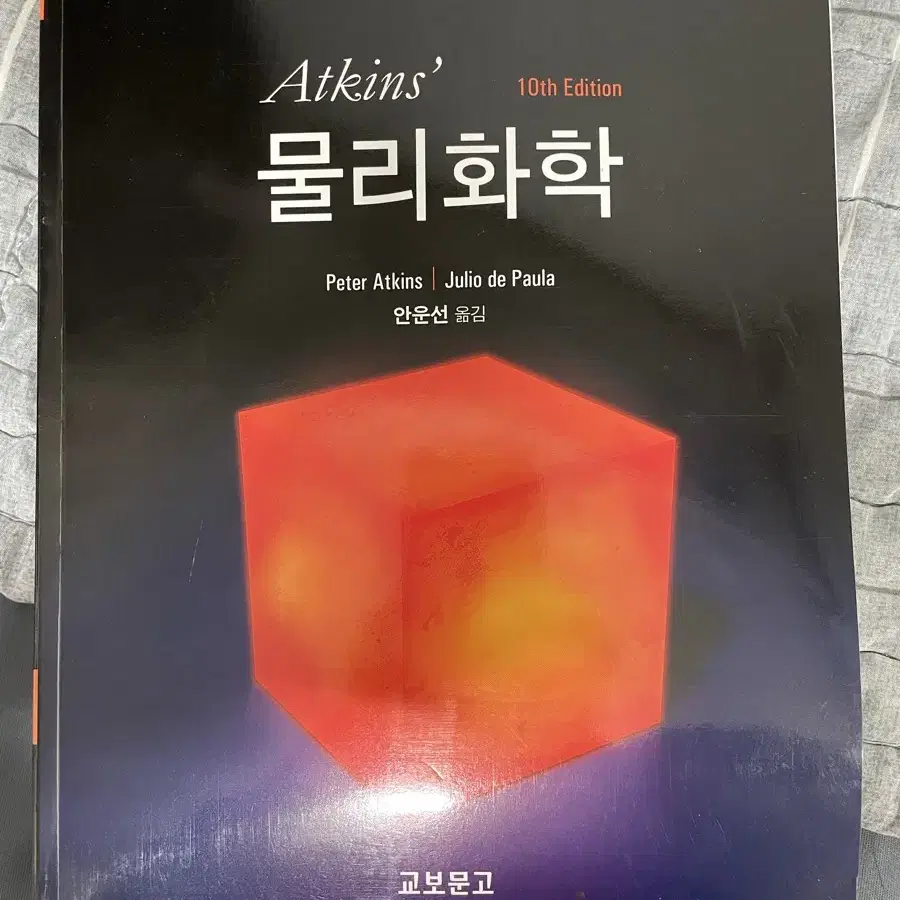 Atkins’ 10th Edition
물리화학
Peter Atkins | Julio de Paula
안운선 옮김
교보문고